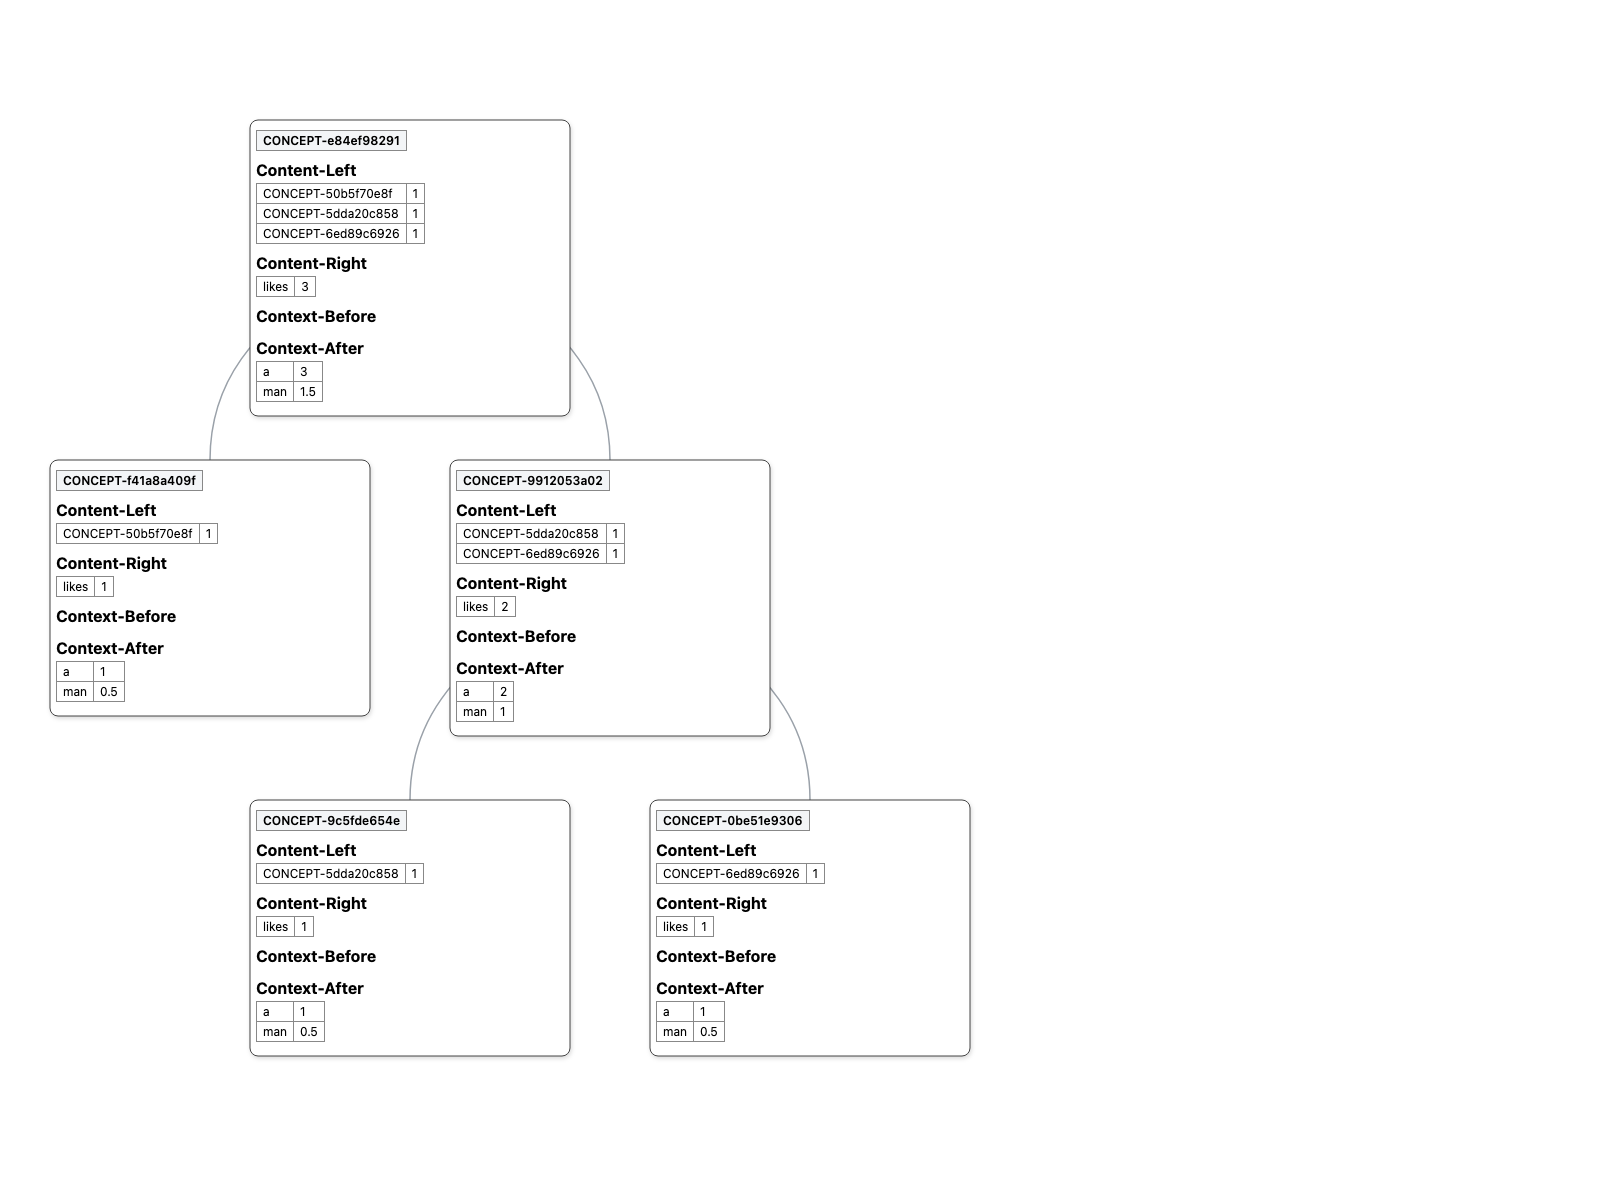 CONCEPT-e84ef98291
Content-Left
CONCEPT-50b5f70e8f 1
CONCEPT-5dda20c858 1
CONCEPT-6ed89c6926 1
Content-Right
likes 3
Context-Before
Context-After
a 3
man 1.5
CONCEPT-f41a8a409f
Content-Left
CONCEPT-50b5f70e8f 1
Content-Right
likes 1
Context-Before
Context-After
a 1
man 0.5
CONCEPT-9912053a02
Content-Left
CONCEPT-5dda20c858 1
CONCEPT-6ed89c6926 1
Content-Right
likes 2
Context-Before
Context-After
a 2
man 1
CONCEPT-9c5fde654e
Content-Left
CONCEPT-5dda20c858 1
Content-Right
likes 1
Context-Before
Context-After
a 1
man 0.5
CONCEPT-0be51e9306
Content-Left
CONCEPT-6ed89c6926 1
Content-Right
likes 1
Context-Before
Context-After
a 1
man 0.5